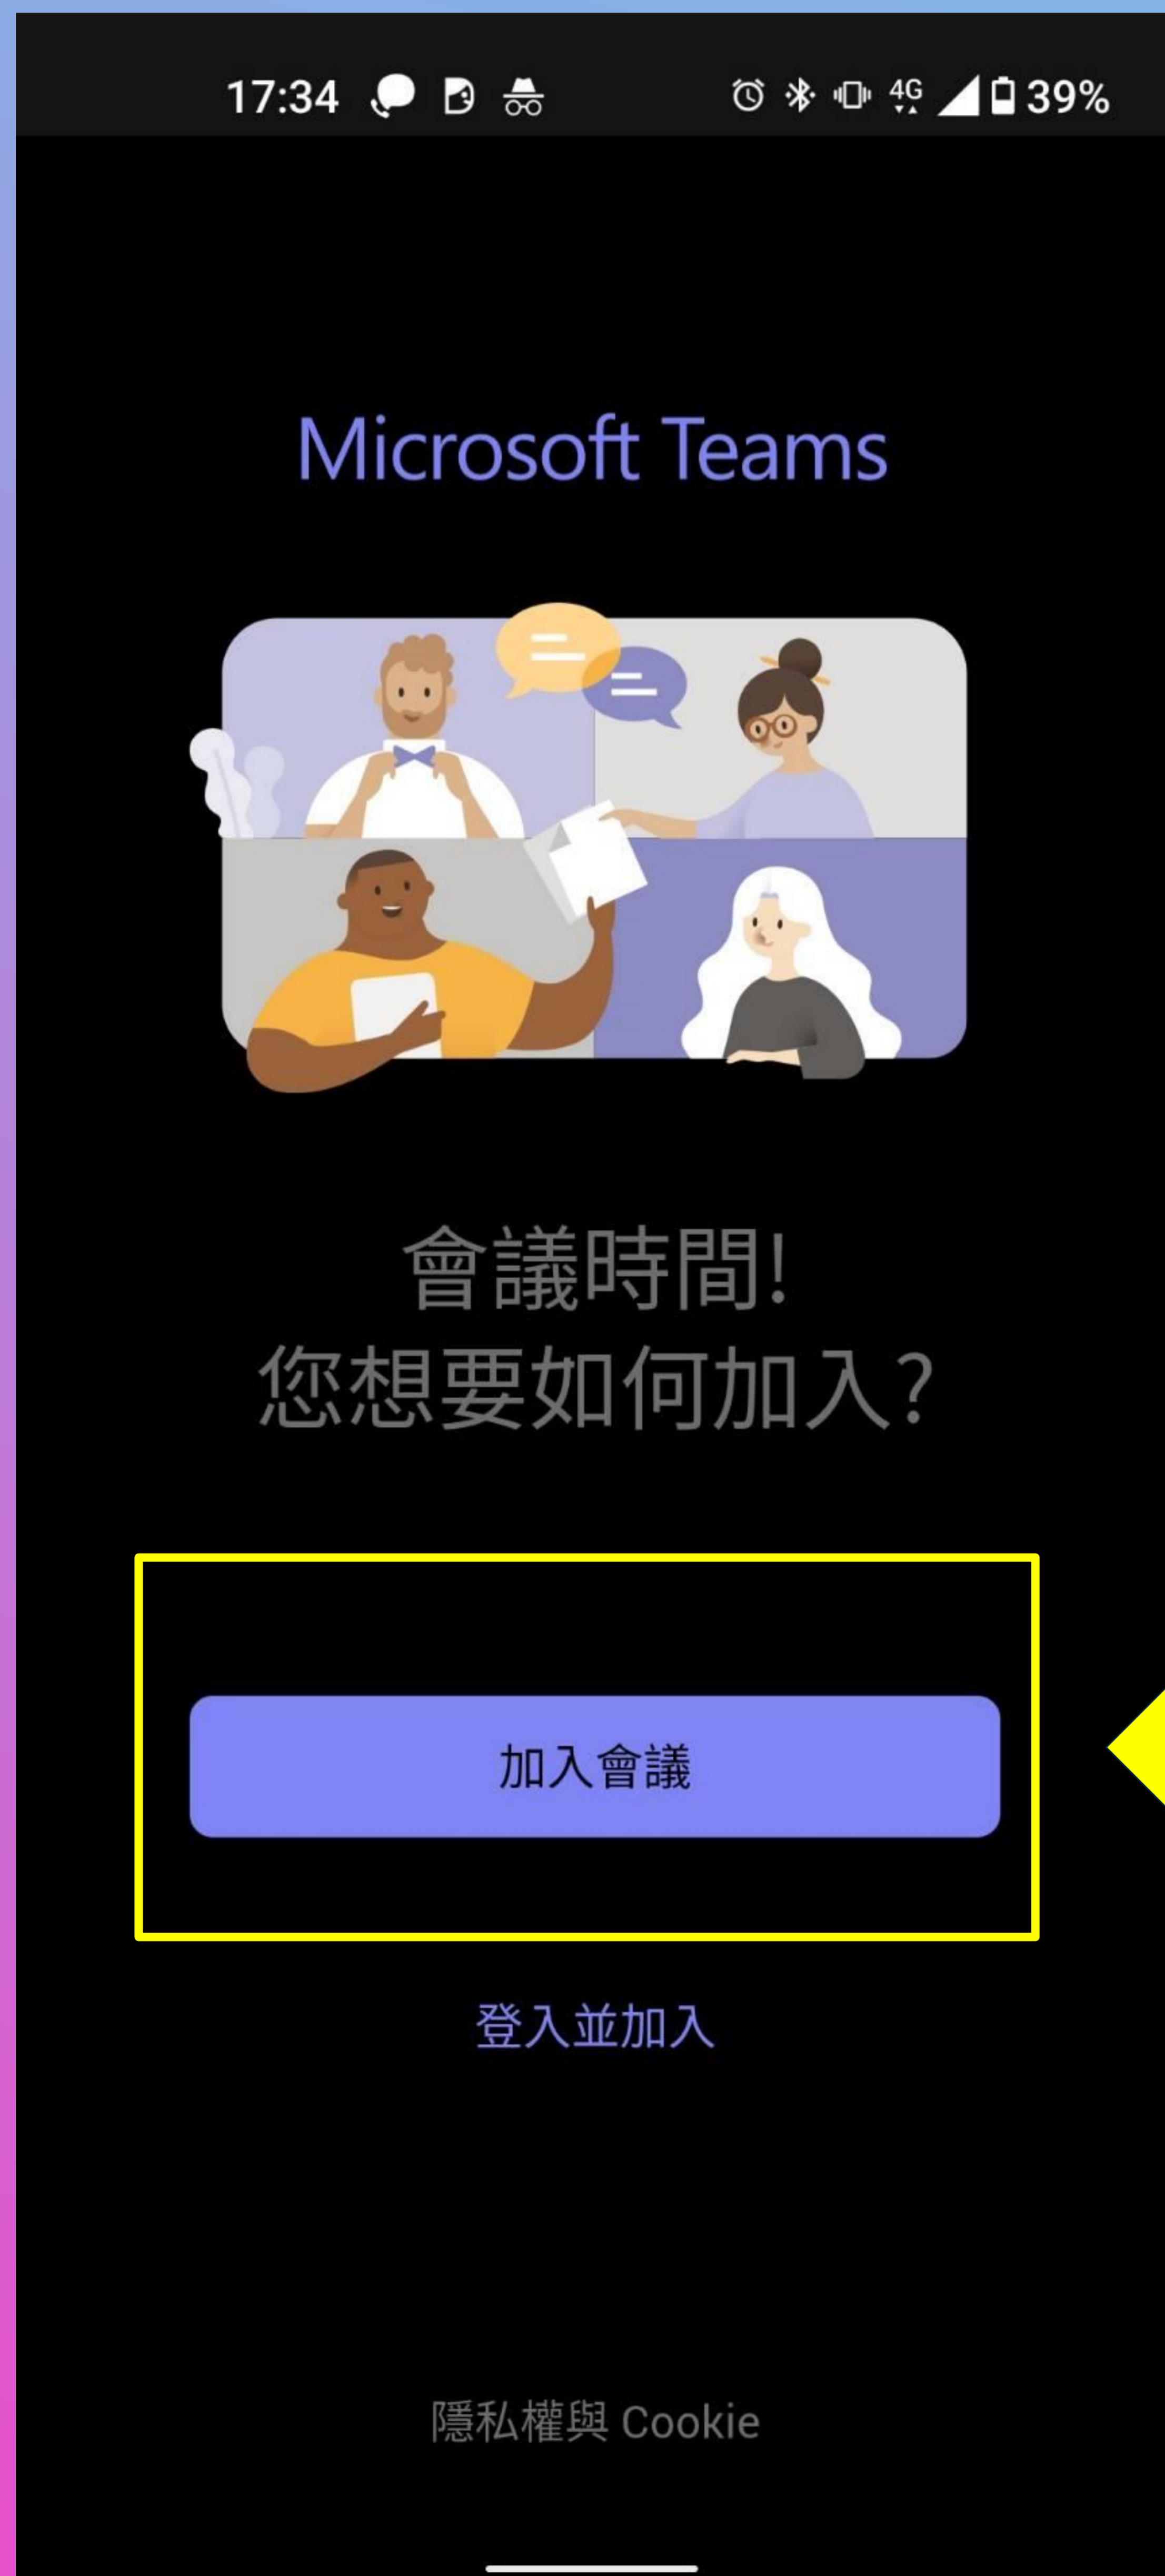 17:34 4G 39%
Microsoft Teams
會議時間!
您想要如何加入?
加入會議
登入並加入
隱私權與 Cookie